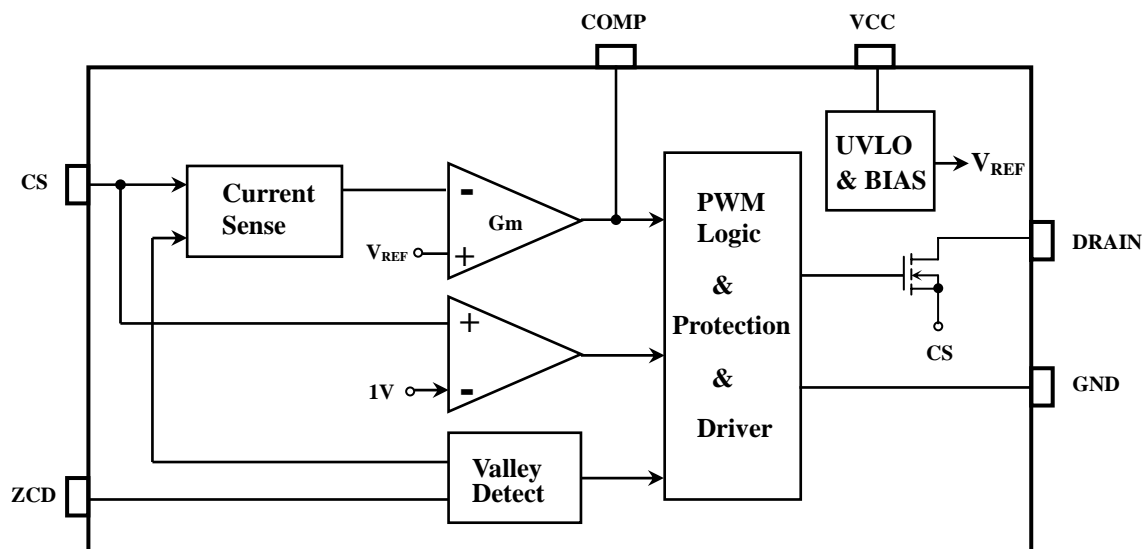 COMP
VCC
CS
Current
Sense
-
Gm
VREF
+
PWM
Logic
&
Protection
&
Driver
UVLO
& BIAS
VREF
DRAIN
CS
GND
+
1V
-
Valley
Detect
ZCD